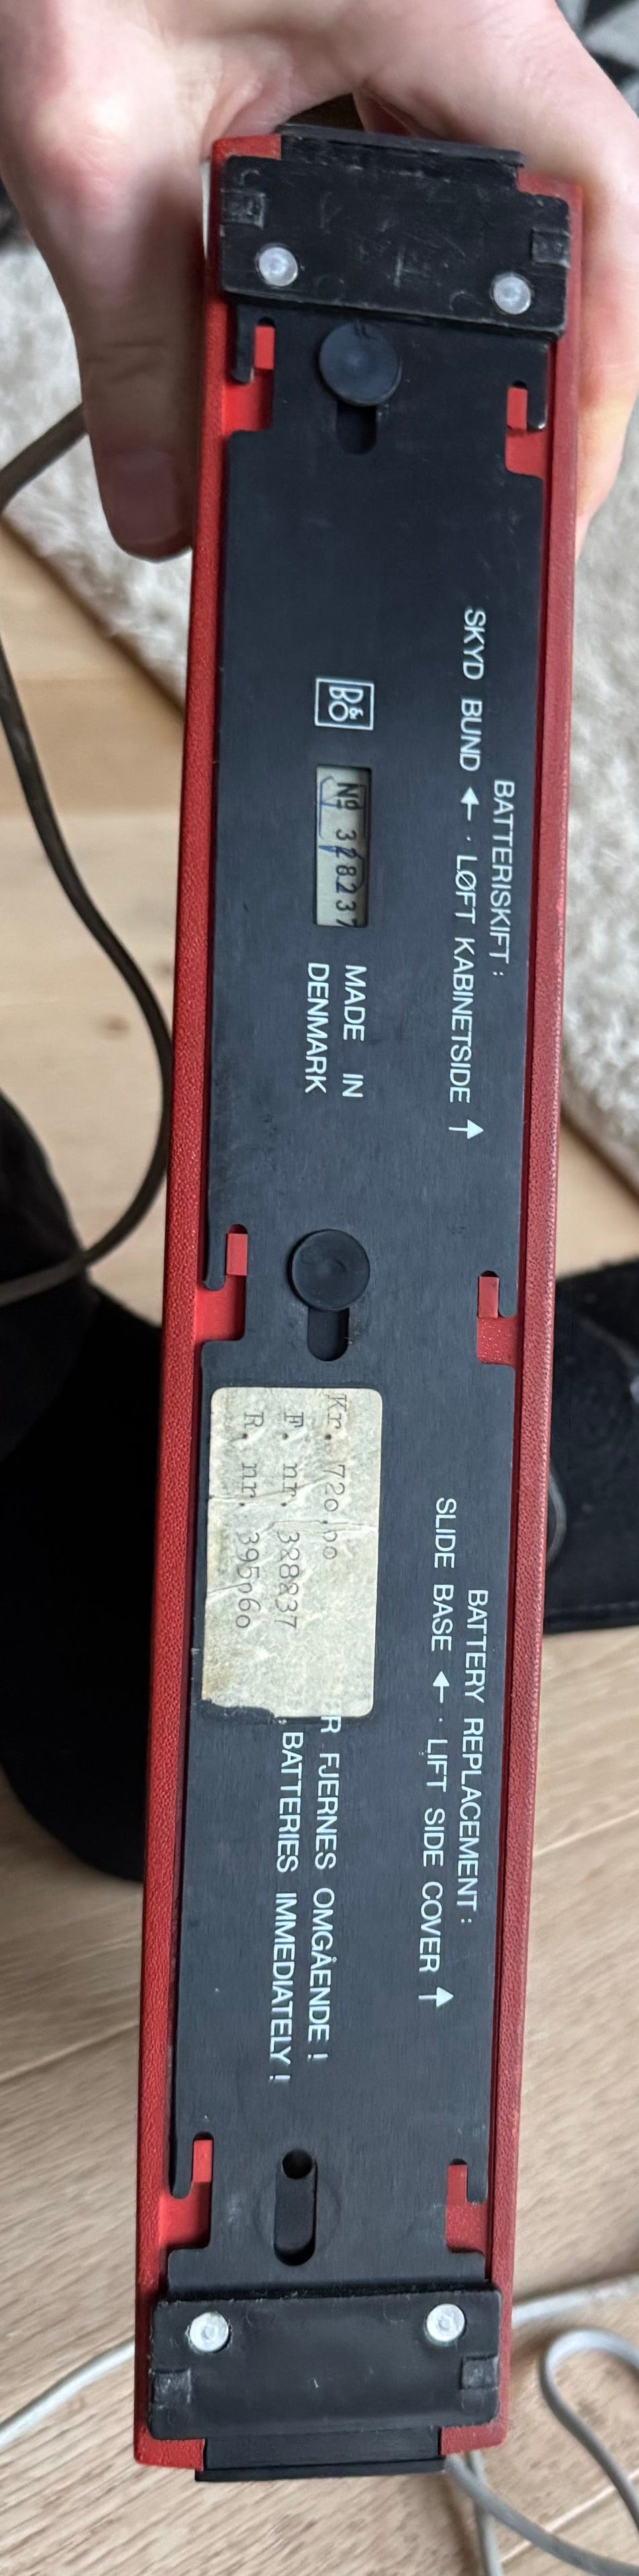 BATTERISKIFT :
SKYD BUND ← · LØFT KABINETSIDE ↑
B&O
No 328237
MADE IN
DENMARK
BATTERY REPLACEMENT :
SLIDE BASE ← · LIFT SIDE COVER ↑
Kr. 720,00
F. nr. 328237
R. nr. 395060
R FJERNES OMGÅENDE !
BATTERIES IMMEDIATELY !